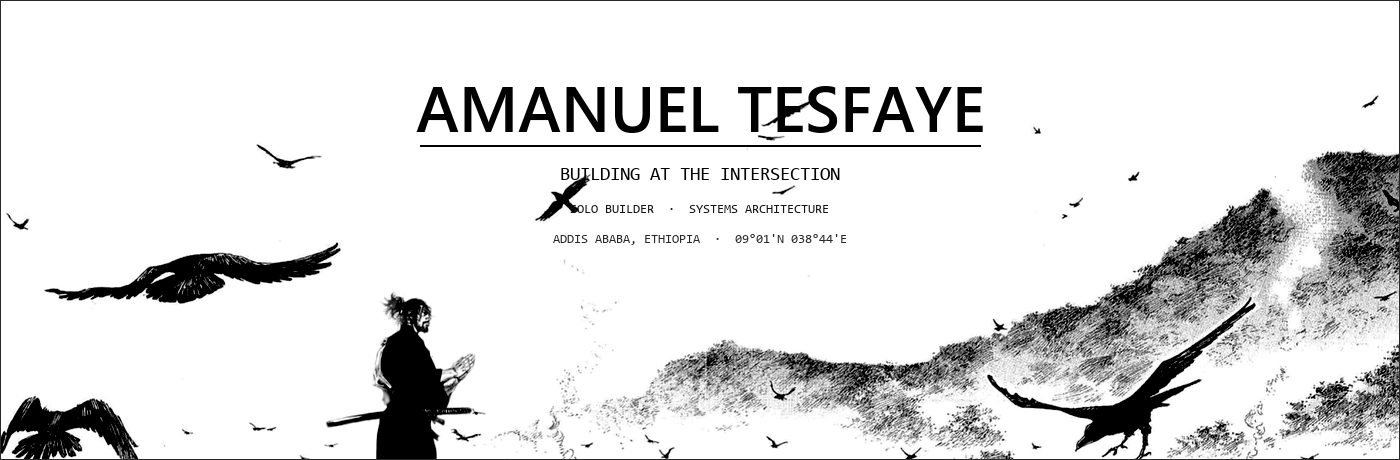 AMANUEL TESFAYE
BUILDING AT THE INTERSECTION
SOLO BUILDER · SYSTEMS ARCHITECTURE
ADDIS ABABA, ETHIOPIA · 09°01'N 038°44'E